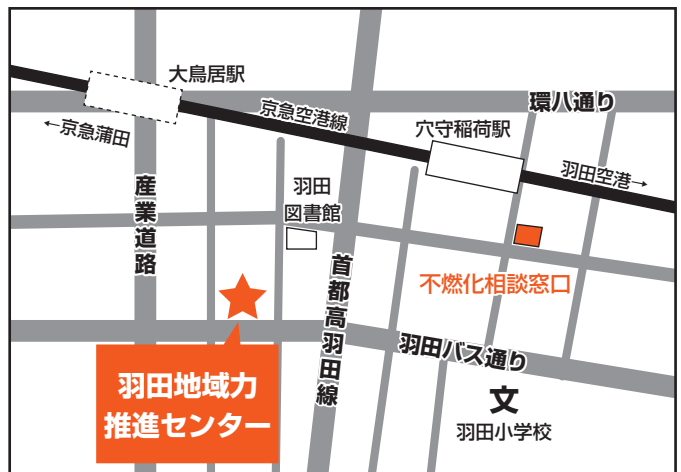 大鳥居駅
環八通り
京急空港線
←京急蒲田
穴守稲荷駅
羽田空港→
産業道路
羽田
図書館
首都高羽田線
不燃化相談窓口
羽田バス通り
羽田地域力
推進センター
文
羽田小学校